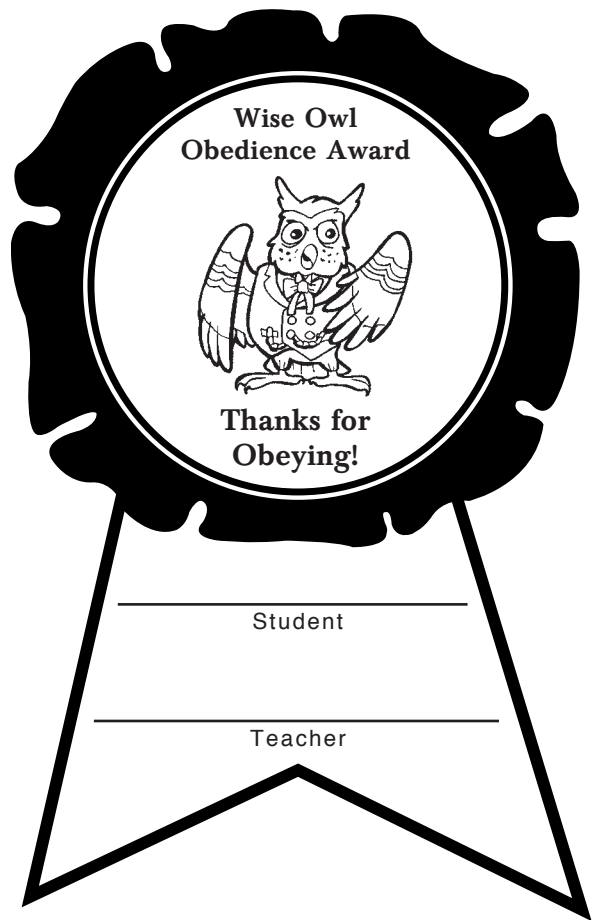 Wise Owl
Obedience Award
Thanks for
Obeying!
Student
Teacher